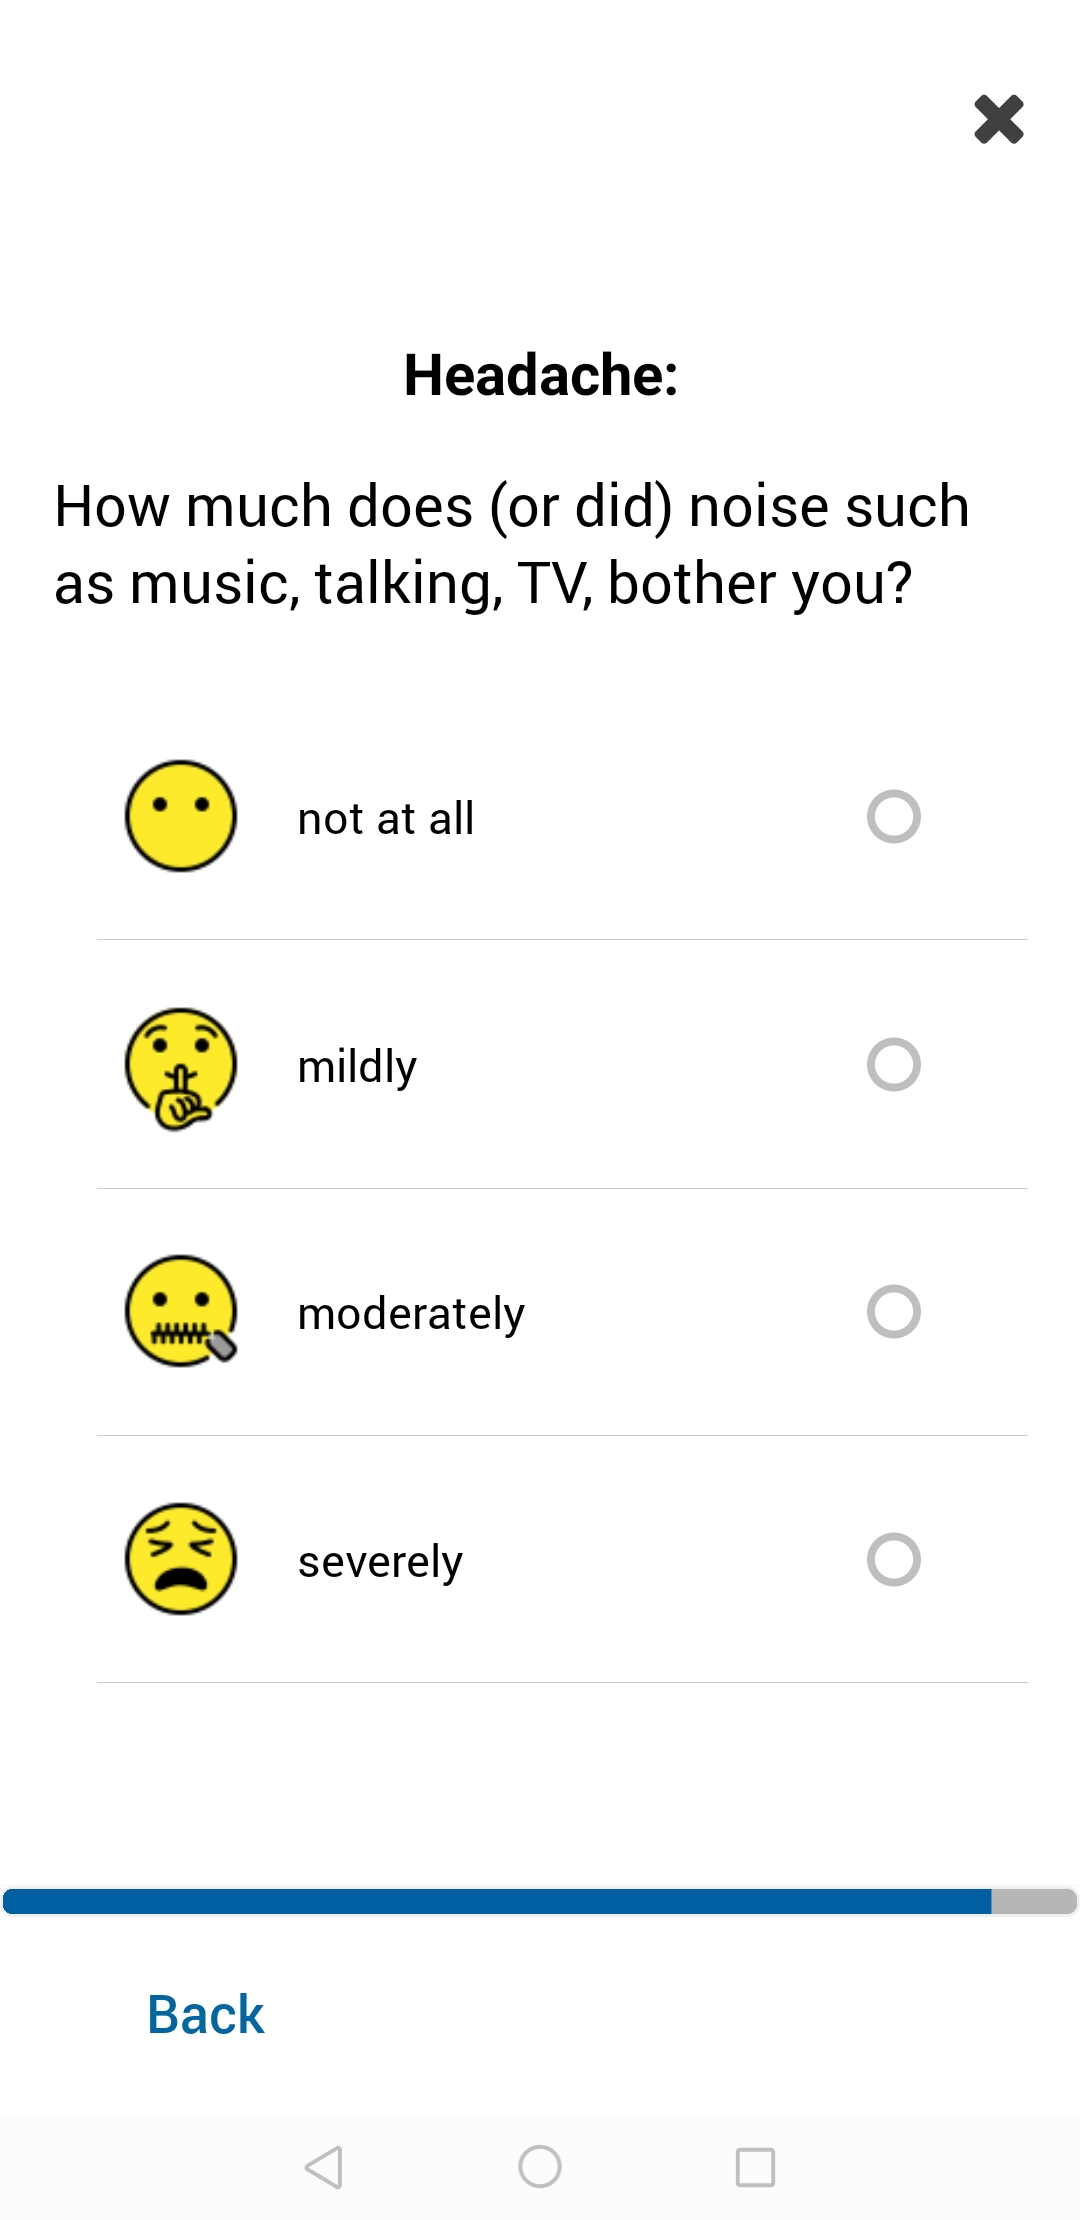 Headache:
How much does (or did) noise such
as music, talking, TV, bother you?
not at all
mildly
moderately
severely
Back